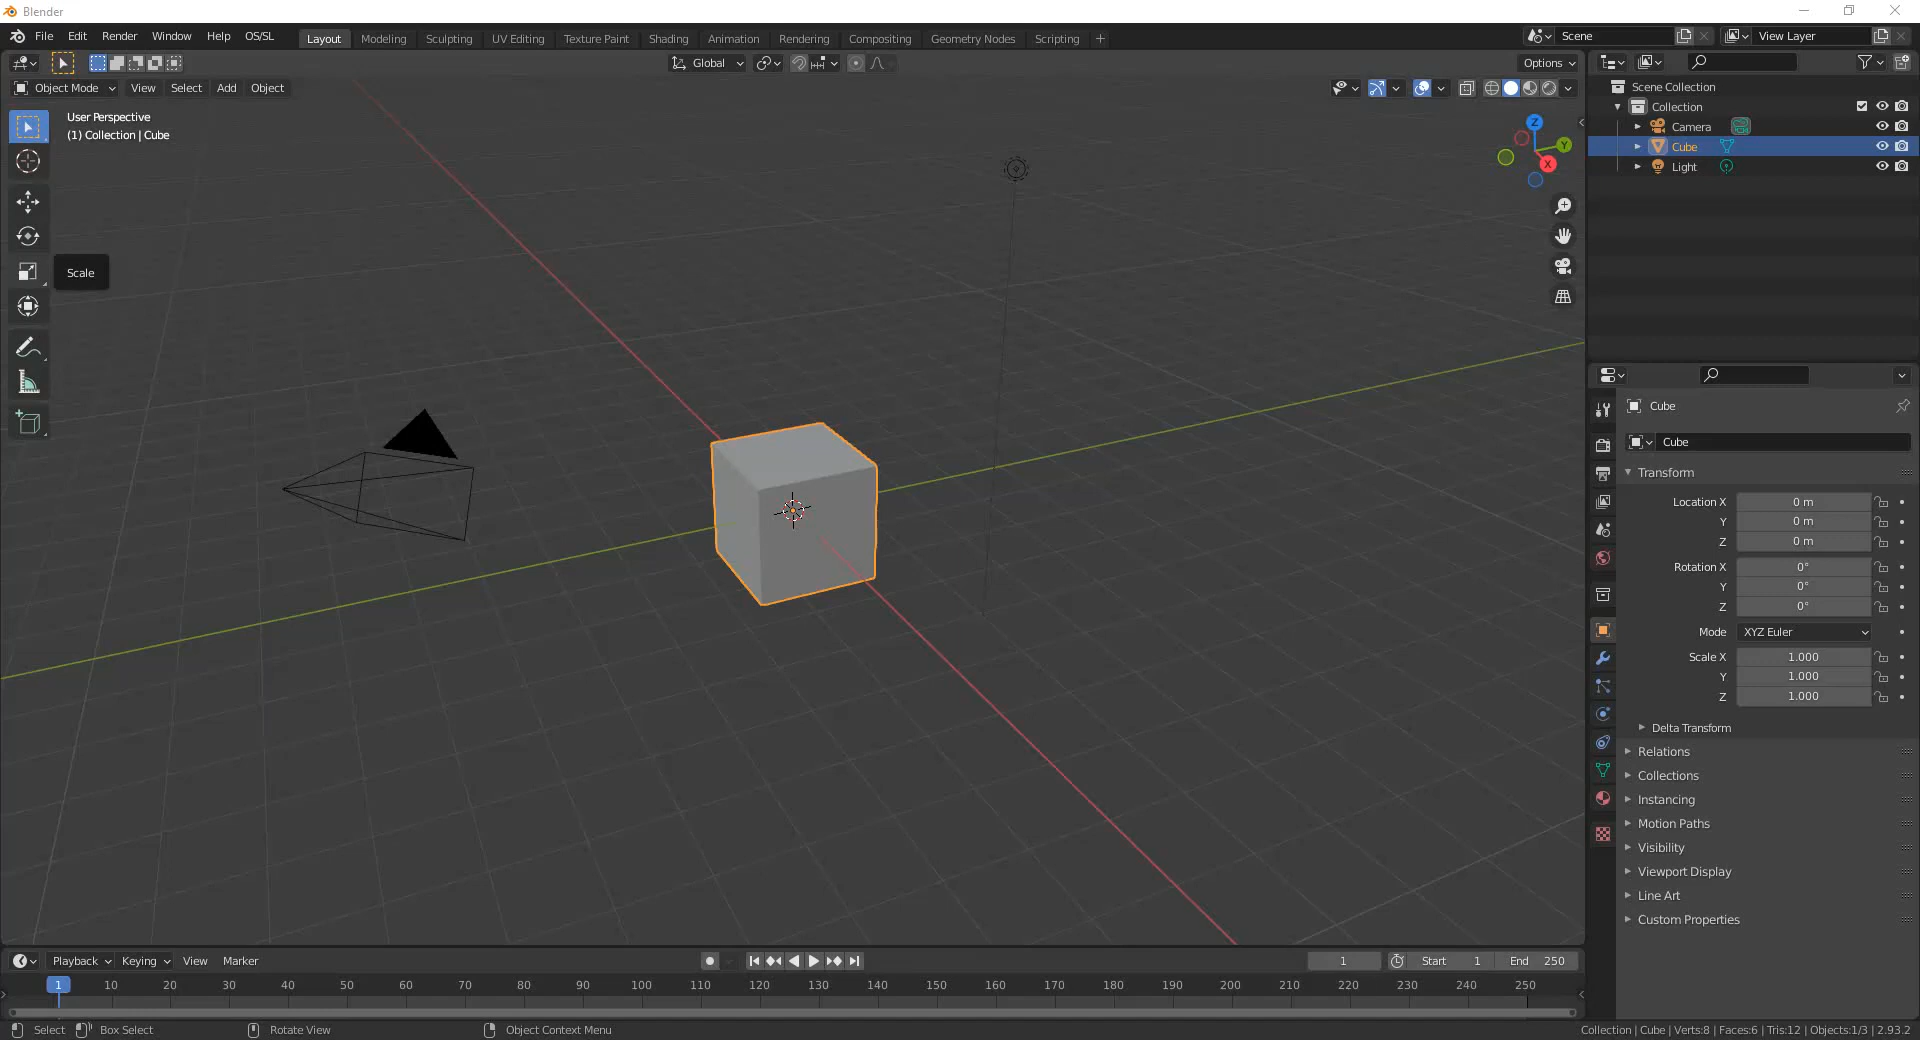 Blender
File Edit Render Window Help OS/SL Layout Modeling Sculpting UV Editing Texture Paint Shading Animation Rendering Compositing Geometry Nodes Scripting + Scene View Layer
Global Options
Object Mode View Select Add Object
User Perspective
(1) Collection | Cube
Z
Y
X
Scale
Scene Collection
Collection
Camera
Cube
Light
Cube
Cube
Transform
Location X 0 m
Y 0 m
Z 0 m
Rotation X 0°
Y 0°
Z 0°
Mode XYZ Euler
Scale X 1.000
Y 1.000
Z 1.000
Delta Transform
Relations
Collections
Instancing
Motion Paths
Visibility
Viewport Display
Line Art
Custom Properties
Playback Keying View Marker 1 Start 1 End 250
1 10 20 30 40 50 60 70 80 90 100 110 120 130 140 150 160 170 180 190 200 210 220 230 240 250
Select Box Select Rotate View Object Context Menu Collection | Cube | Verts:8 | Faces:6 | Tris:12 | Objects:1/3 | 2.93.2